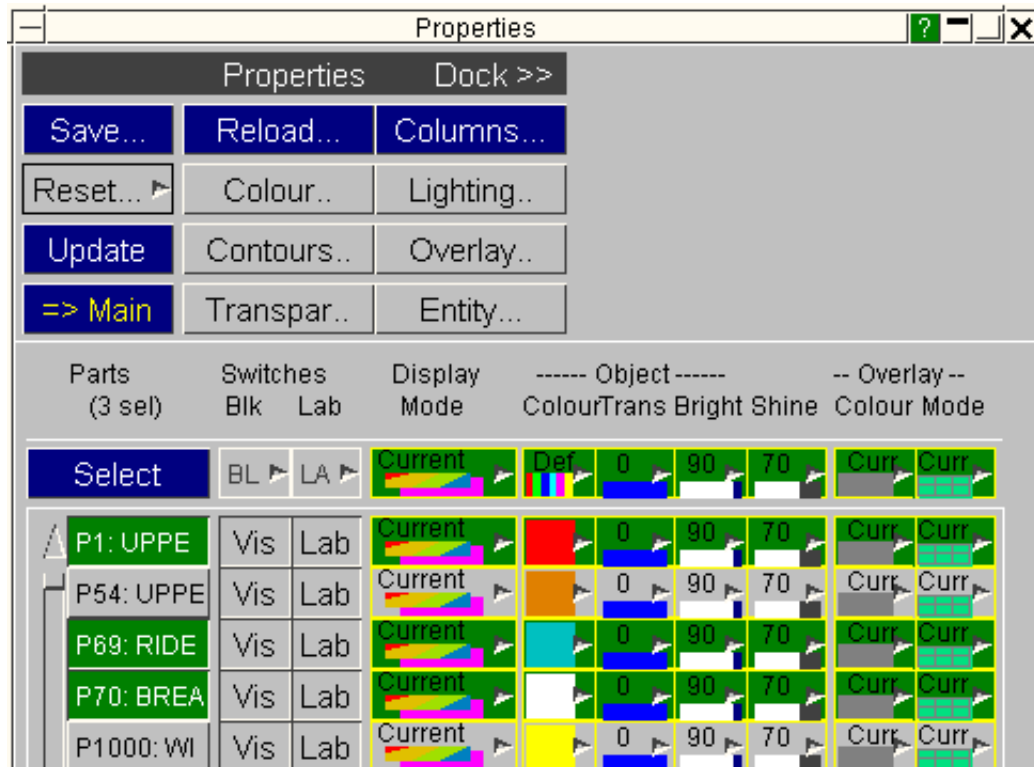 Properties ?
Properties Dock >>
Save... Reload... Columns...
Reset... Colour.. Lighting..
Update Contours.. Overlay..
=> Main Transpar.. Entity...
Parts Switches Display ------ Object ------ -- Overlay --
(3 sel) Blk Lab Mode Colour Trans Bright Shine Colour Mode
Select BL LA Current Def 0 90 70 Curr Curr
P1: UPPE Vis Lab Current 0 90 70 Curr Curr
P54: UPPE Vis Lab Current 0 90 70 Curr Curr
P69: RIDE Vis Lab Current 0 90 70 Curr Curr
P70: BREA Vis Lab Current 0 90 70 Curr Curr
P1000: WI Vis Lab Current 0 90 70 Curr Curr